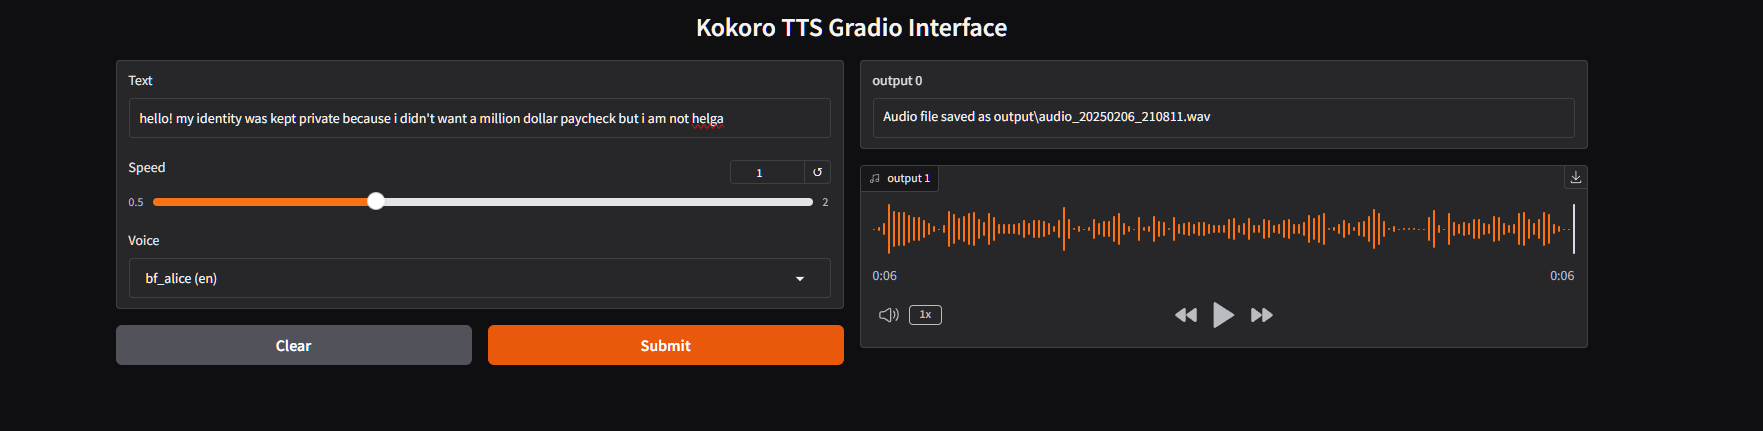 Kokoro TTS Gradio Interface
Text
hello! my identity was kept private because i didn't want a million dollar paycheck but i am not helga
Speed
1
0.5
2
Voice
bf_alice (en)
Clear
Submit
output 0
Audio file saved as output\audio_20250206_210811.wav
output 1
0:06
0:06
1x